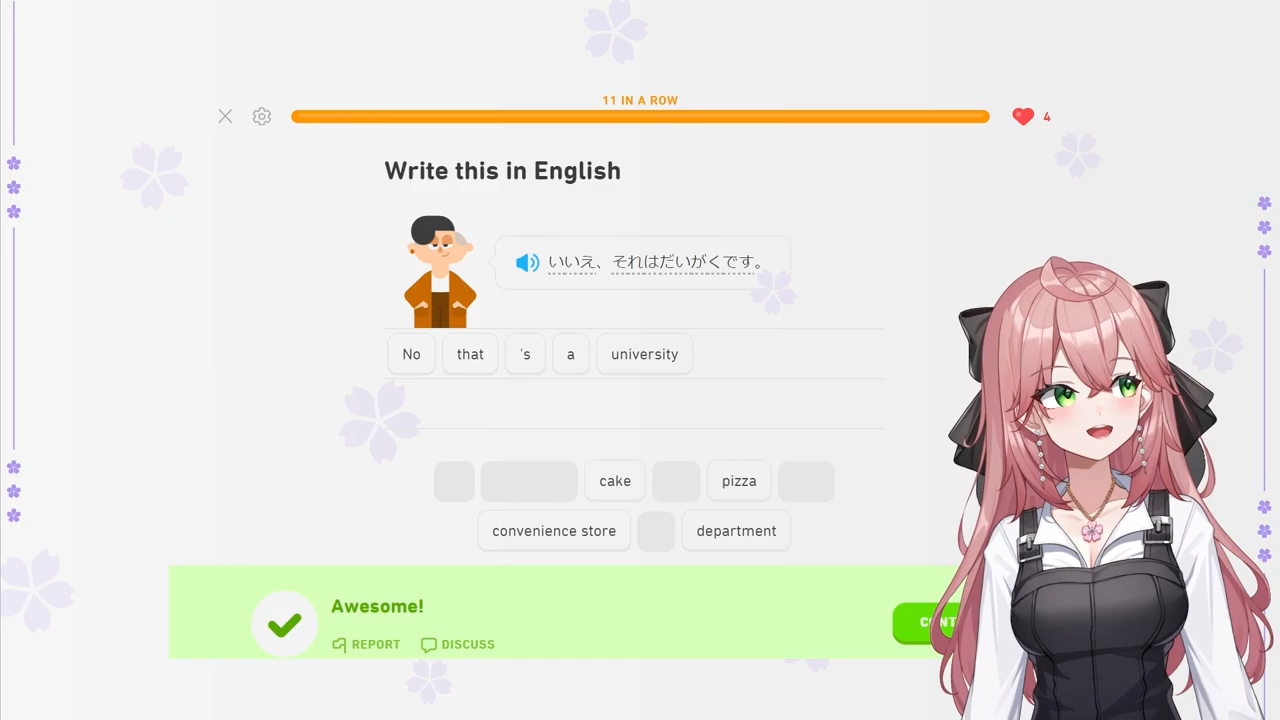 11 IN A ROW
4
Write this in English
いいえ、それはだいがくです。
No that 's a university
cake pizza
convenience store department
Awesome!
REPORT DISCUSS